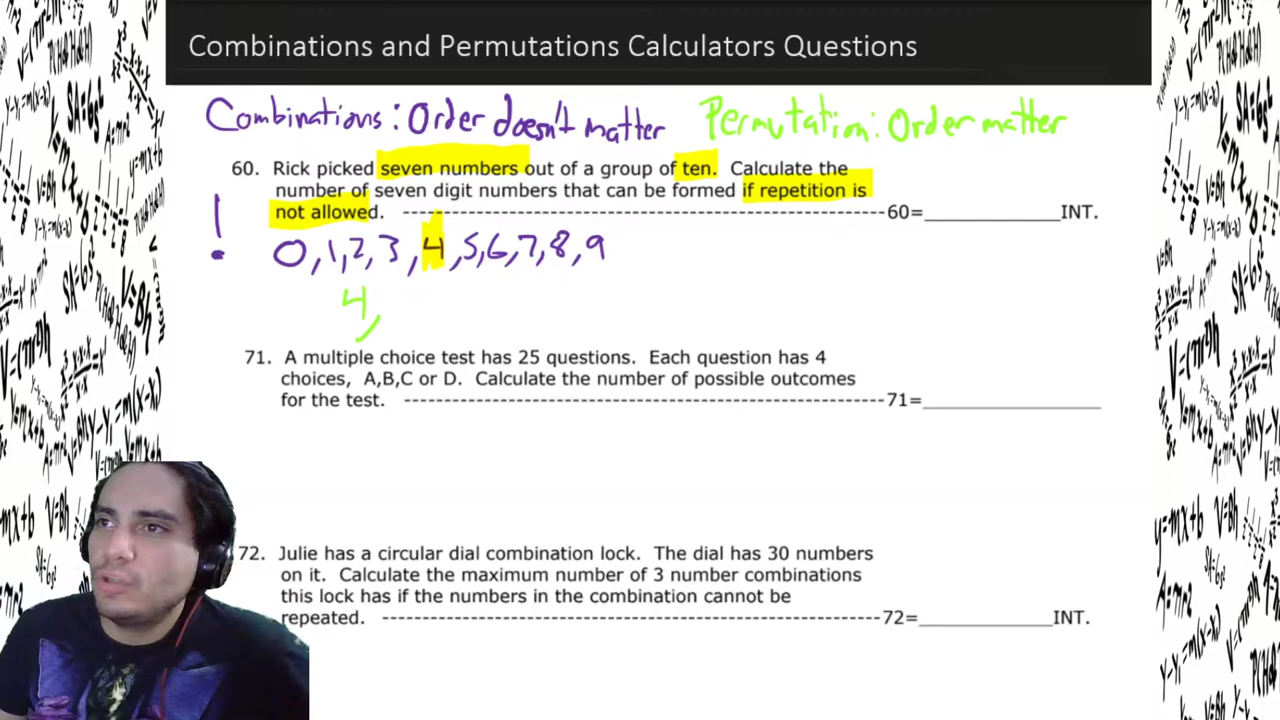 Combinations and Permutations Calculators Questions
Combinations: Order doesn't matter Permutation: Order matter
60. Rick picked seven numbers out of a group of ten. Calculate the
number of seven digit numbers that can be formed if repetition is
not allowed. ------------------------------------------------------------60=____________INT.
!
0,1,2,3,4,5,6,7,8,9
4,
71. A multiple choice test has 25 questions. Each question has 4
choices, A,B,C or D. Calculate the number of possible outcomes
for the test. ------------------------------------------------------------71=________________
72. Julie has a circular dial combination lock. The dial has 30 numbers
on it. Calculate the maximum number of 3 number combinations
this lock has if the numbers in the combination cannot be
repeated. --------------------------------------------------------------72=____________INT.